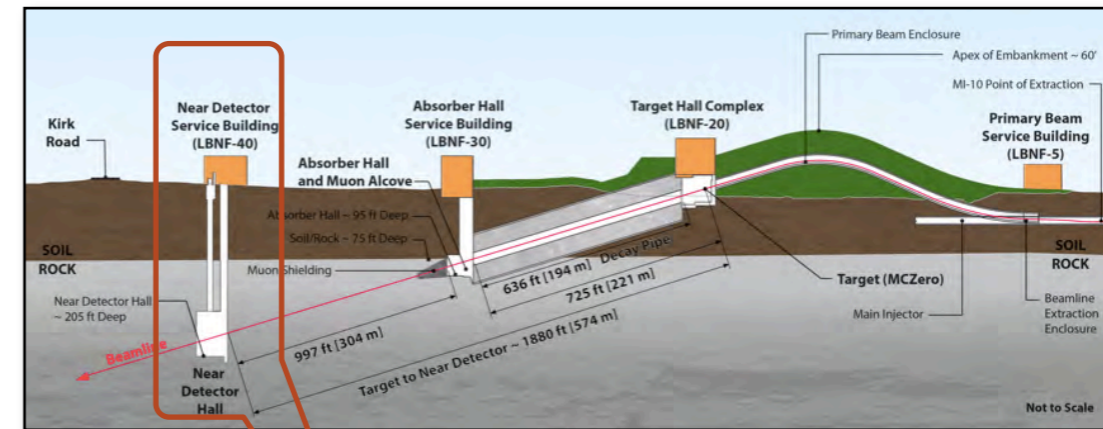 Primary Beam Enclosure
Apex of Embankment ~ 60'
MI-10 Point of Extraction
Kirk
Road
Near Detector
Service Building
(LBNF-40)
Absorber Hall
Service Building
(LBNF-30)
Target Hall Complex
(LBNF-20)
Primary Beam
Service Building
(LBNF-5)
Absorber Hall
and Muon Alcove
Absorber Hall ~ 95 ft Deep
Soil/Rock ~ 75 ft Deep
Muon Shielding
SOIL
ROCK
SOIL
ROCK
636 ft [194 m] Decay Pipe
725 ft [221 m]
Target (MCZero)
Main Injector
Beamline
Extraction
Enclosure
Near Detector Hall
~ 205 ft Deep
997 ft [304 m]
Target to Near Detector ~ 1880 ft [574 m]
Beamline
Near
Detector
Hall
Not to Scale